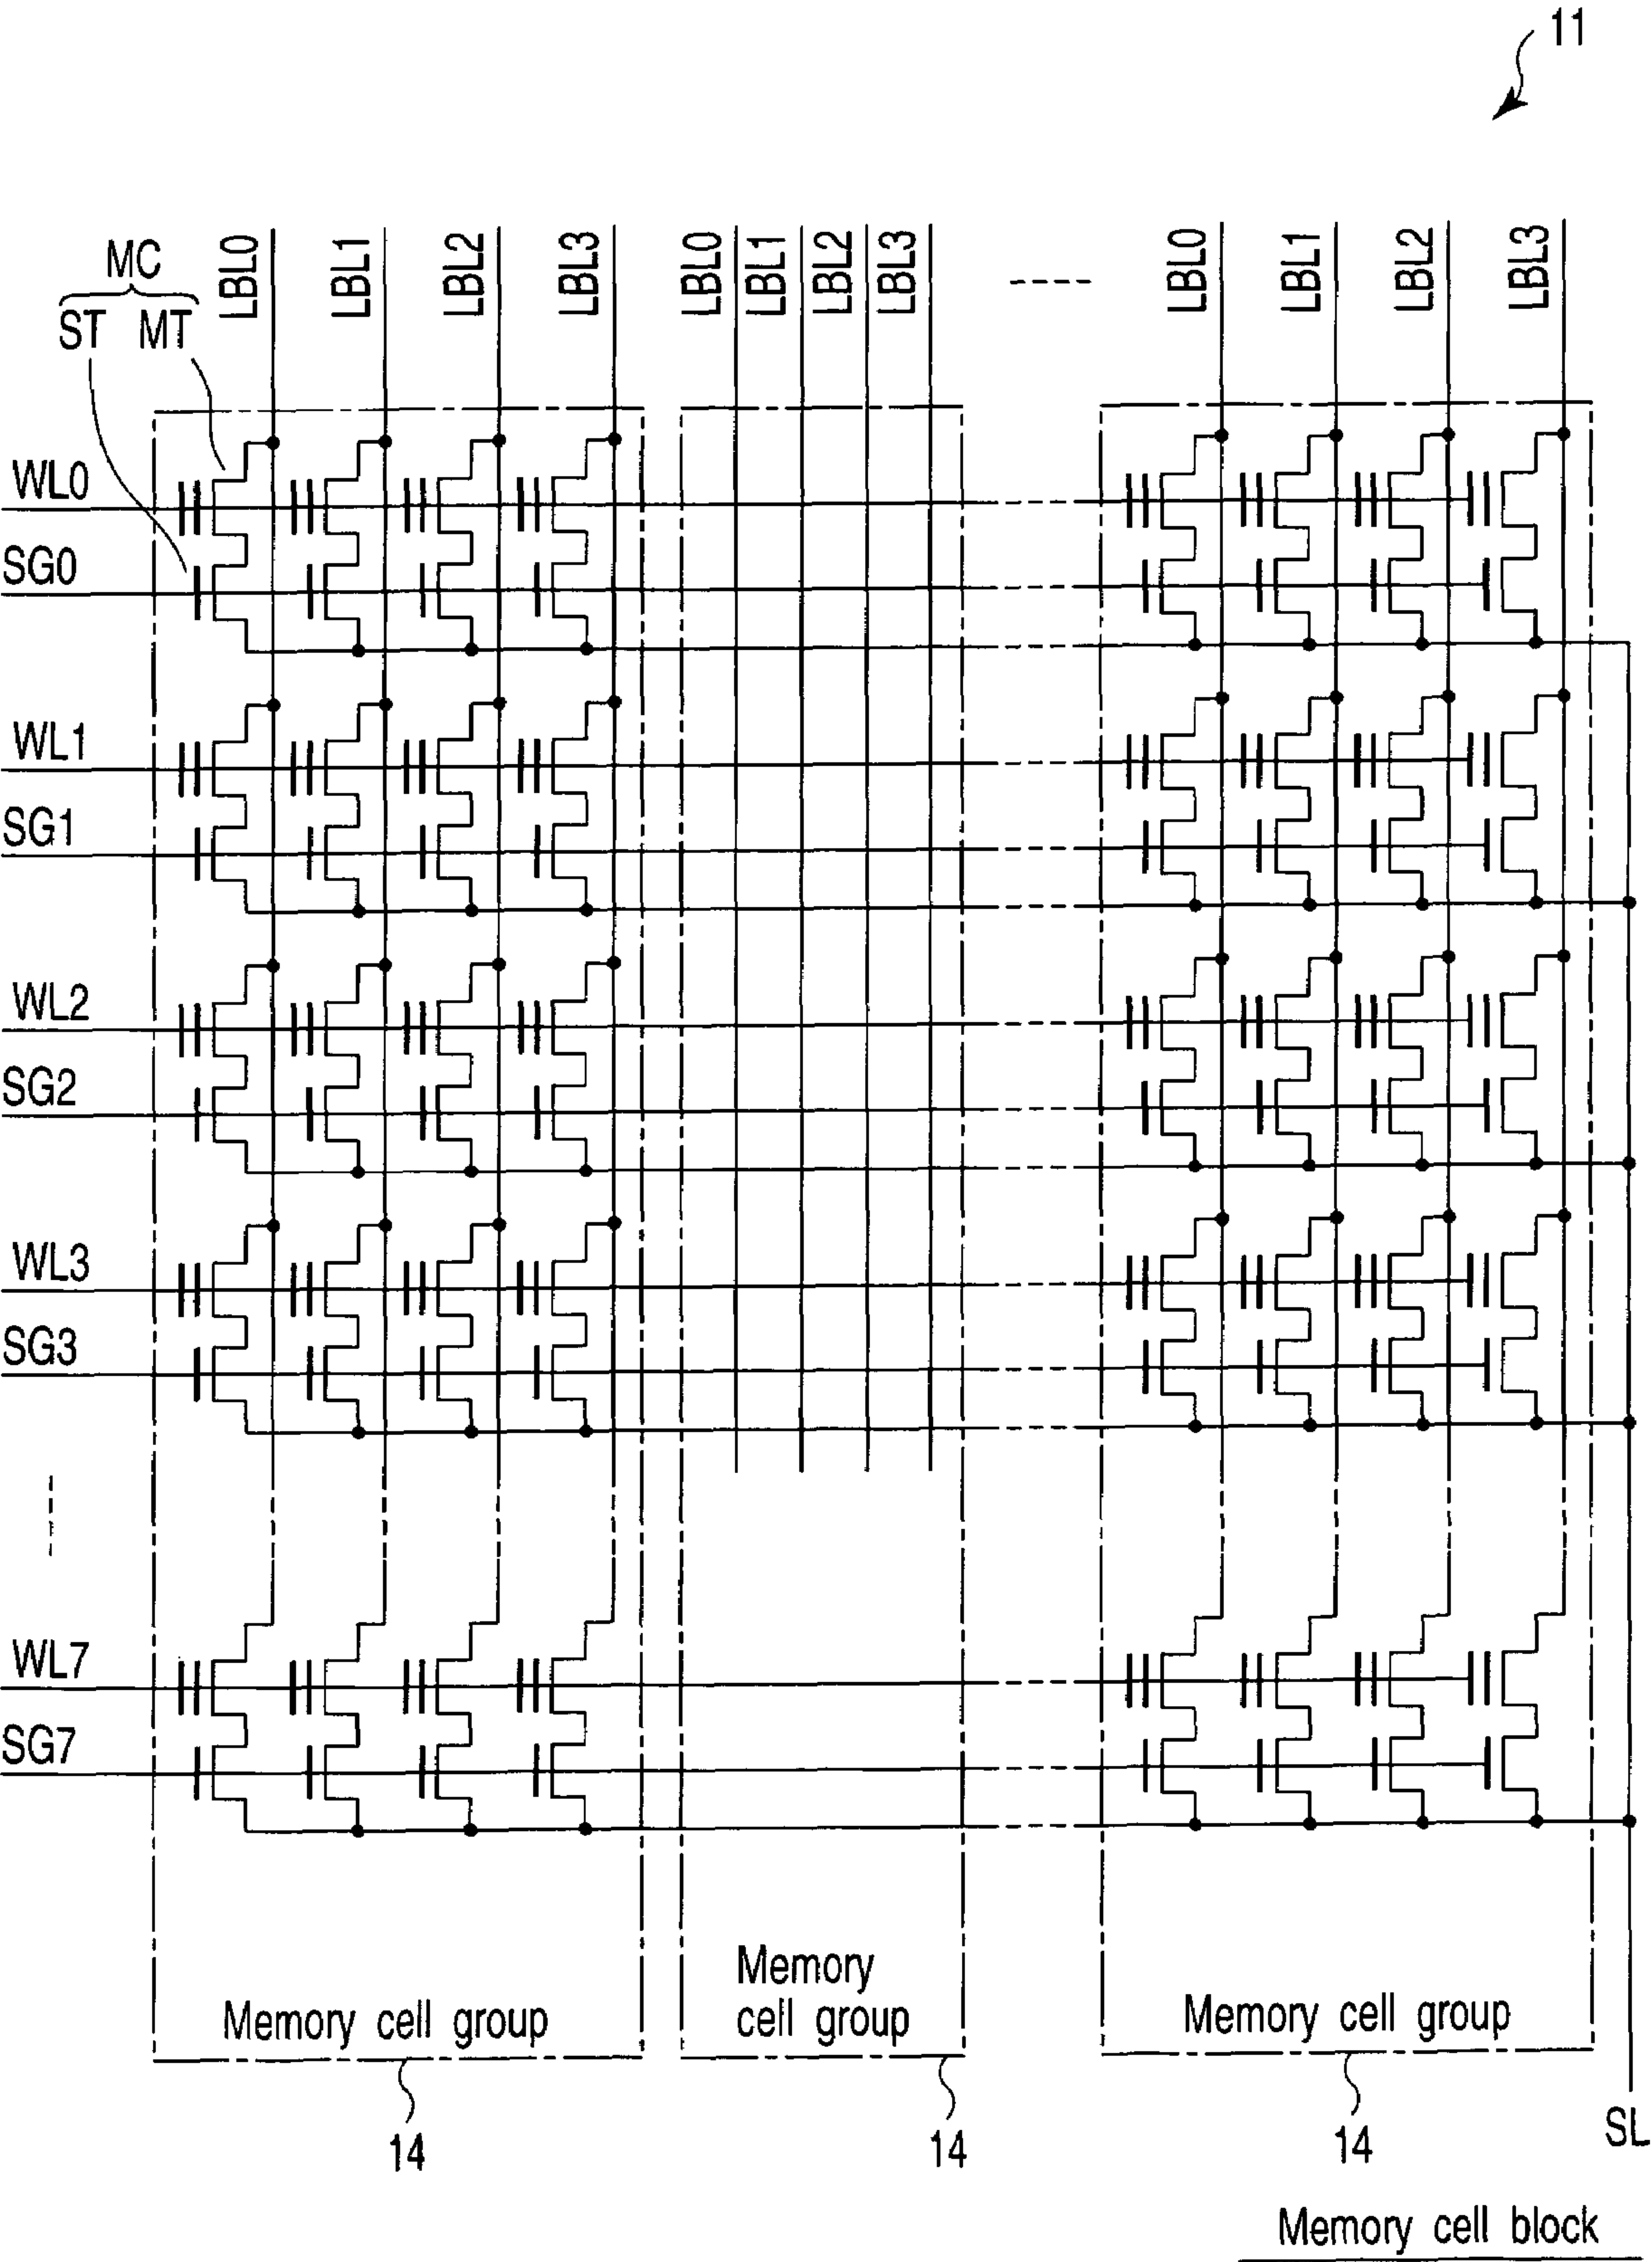 11
MC
ST MT
LBL0 LBL1 LBL2 LBL3 LBL0 LBL1 LBL2 LBL3 LBL0 LBL1 LBL2 LBL3
WL0
SG0
WL1
SG1
WL2
SG2
WL3
SG3
WL7
SG7
Memory cell group
Memory
cell group
Memory cell group
14
14
14
SL
Memory cell block